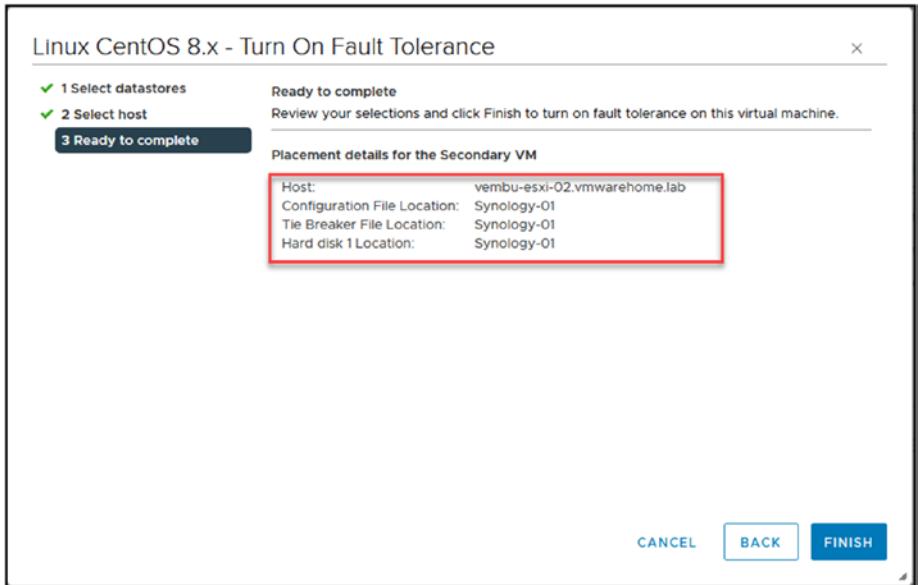 Linux CentOS 8.x - Turn On Fault Tolerance
1 Select datastores
2 Select host
3 Ready to complete
Ready to complete
Review your selections and click Finish to turn on fault tolerance on this virtual machine.
Placement details for the Secondary VM
Host: vembu-esxi-02.vmwarehome.lab
Configuration File Location: Synology-01
Tie Breaker File Location: Synology-01
Hard disk 1 Location: Synology-01
CANCEL BACK FINISH